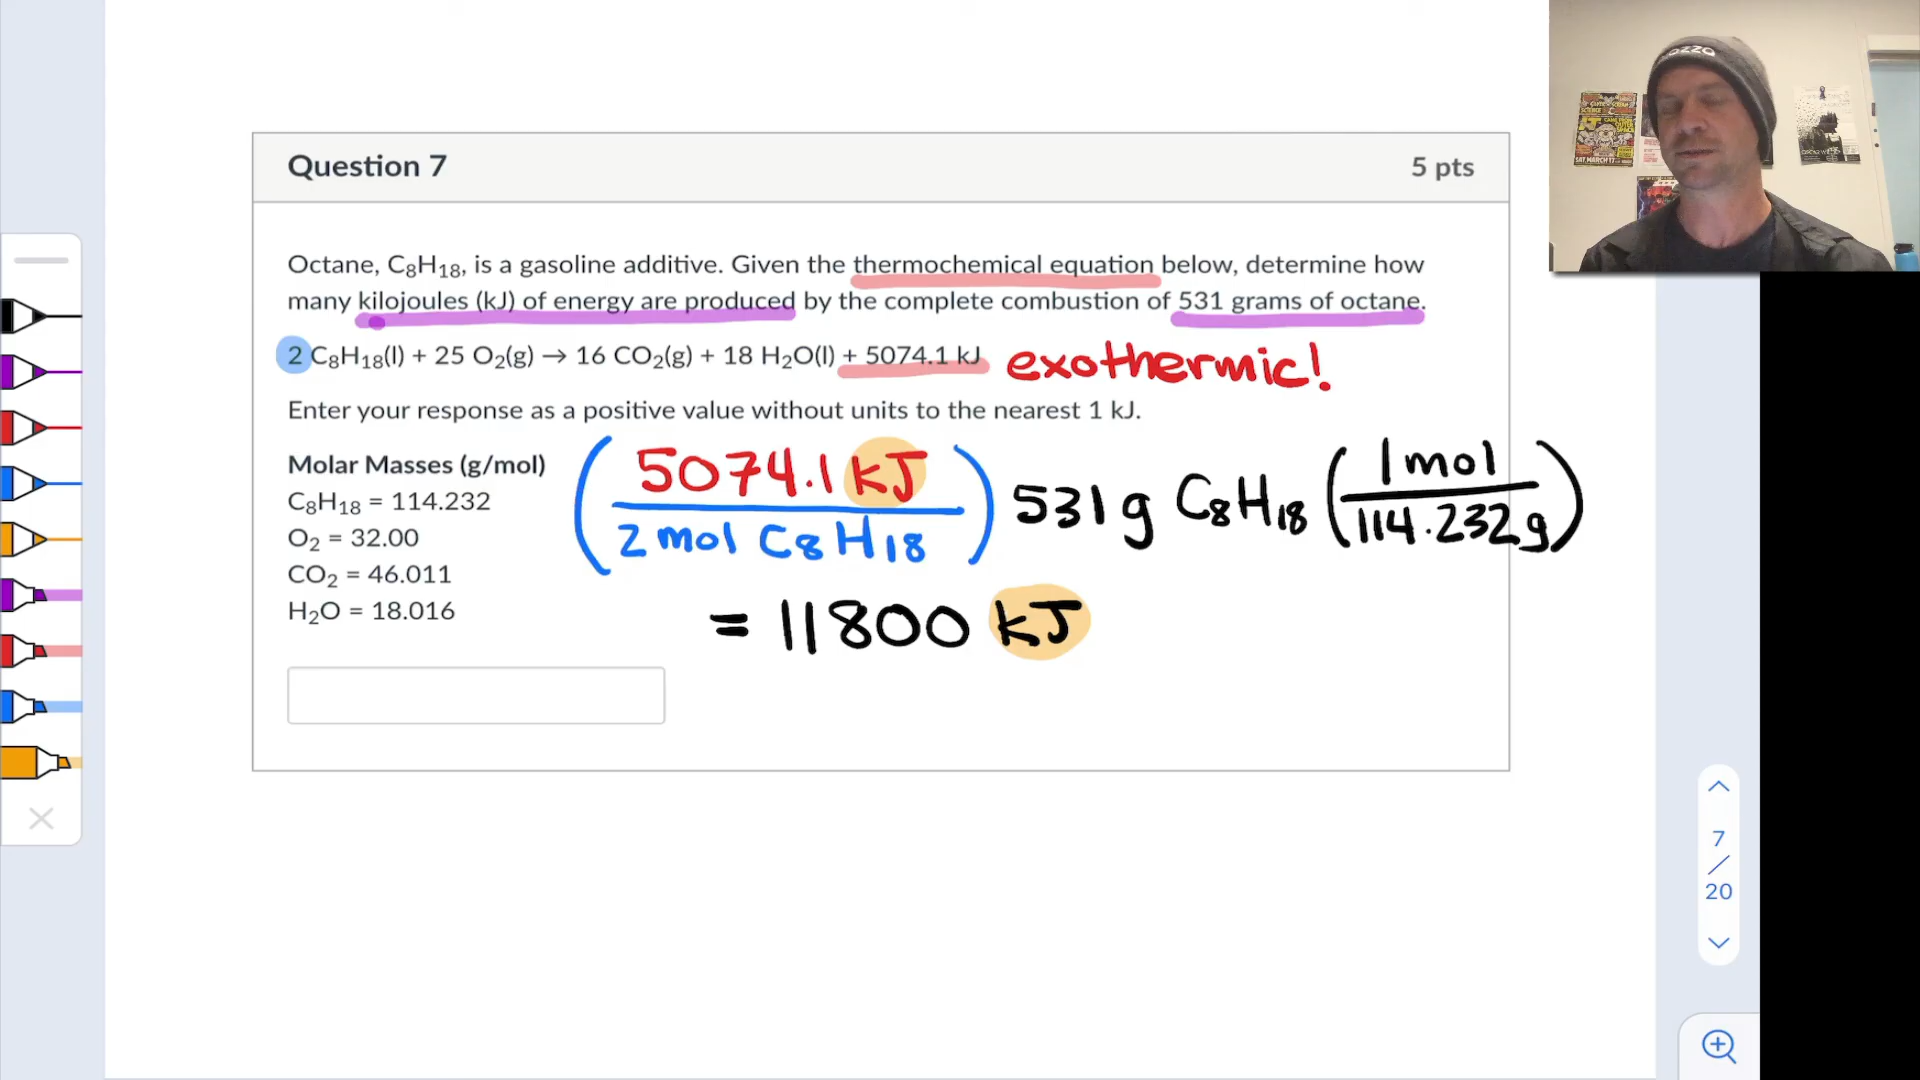 Question 7
5 pts
Octane, C₈H₁₈, is a gasoline additive. Given the thermochemical equation below, determine how
many kilojoules (kJ) of energy are produced by the complete combustion of 531 grams of octane.
2 C₈H₁₈(l) + 25 O₂(g) → 16 CO₂(g) + 18 H₂O(l) + 5074.1 kJ exothermic!
Enter your response as a positive value without units to the nearest 1 kJ.
Molar Masses (g/mol)
C₈H₁₈ = 114.232
O₂ = 32.00
CO₂ = 46.011
H₂O = 18.016
(5074.1 kJ / 2 mol C₈H₁₈) 531 g C₈H₁₈ (1 mol / 114.232 g)
= 11800 kJ
7
/
20